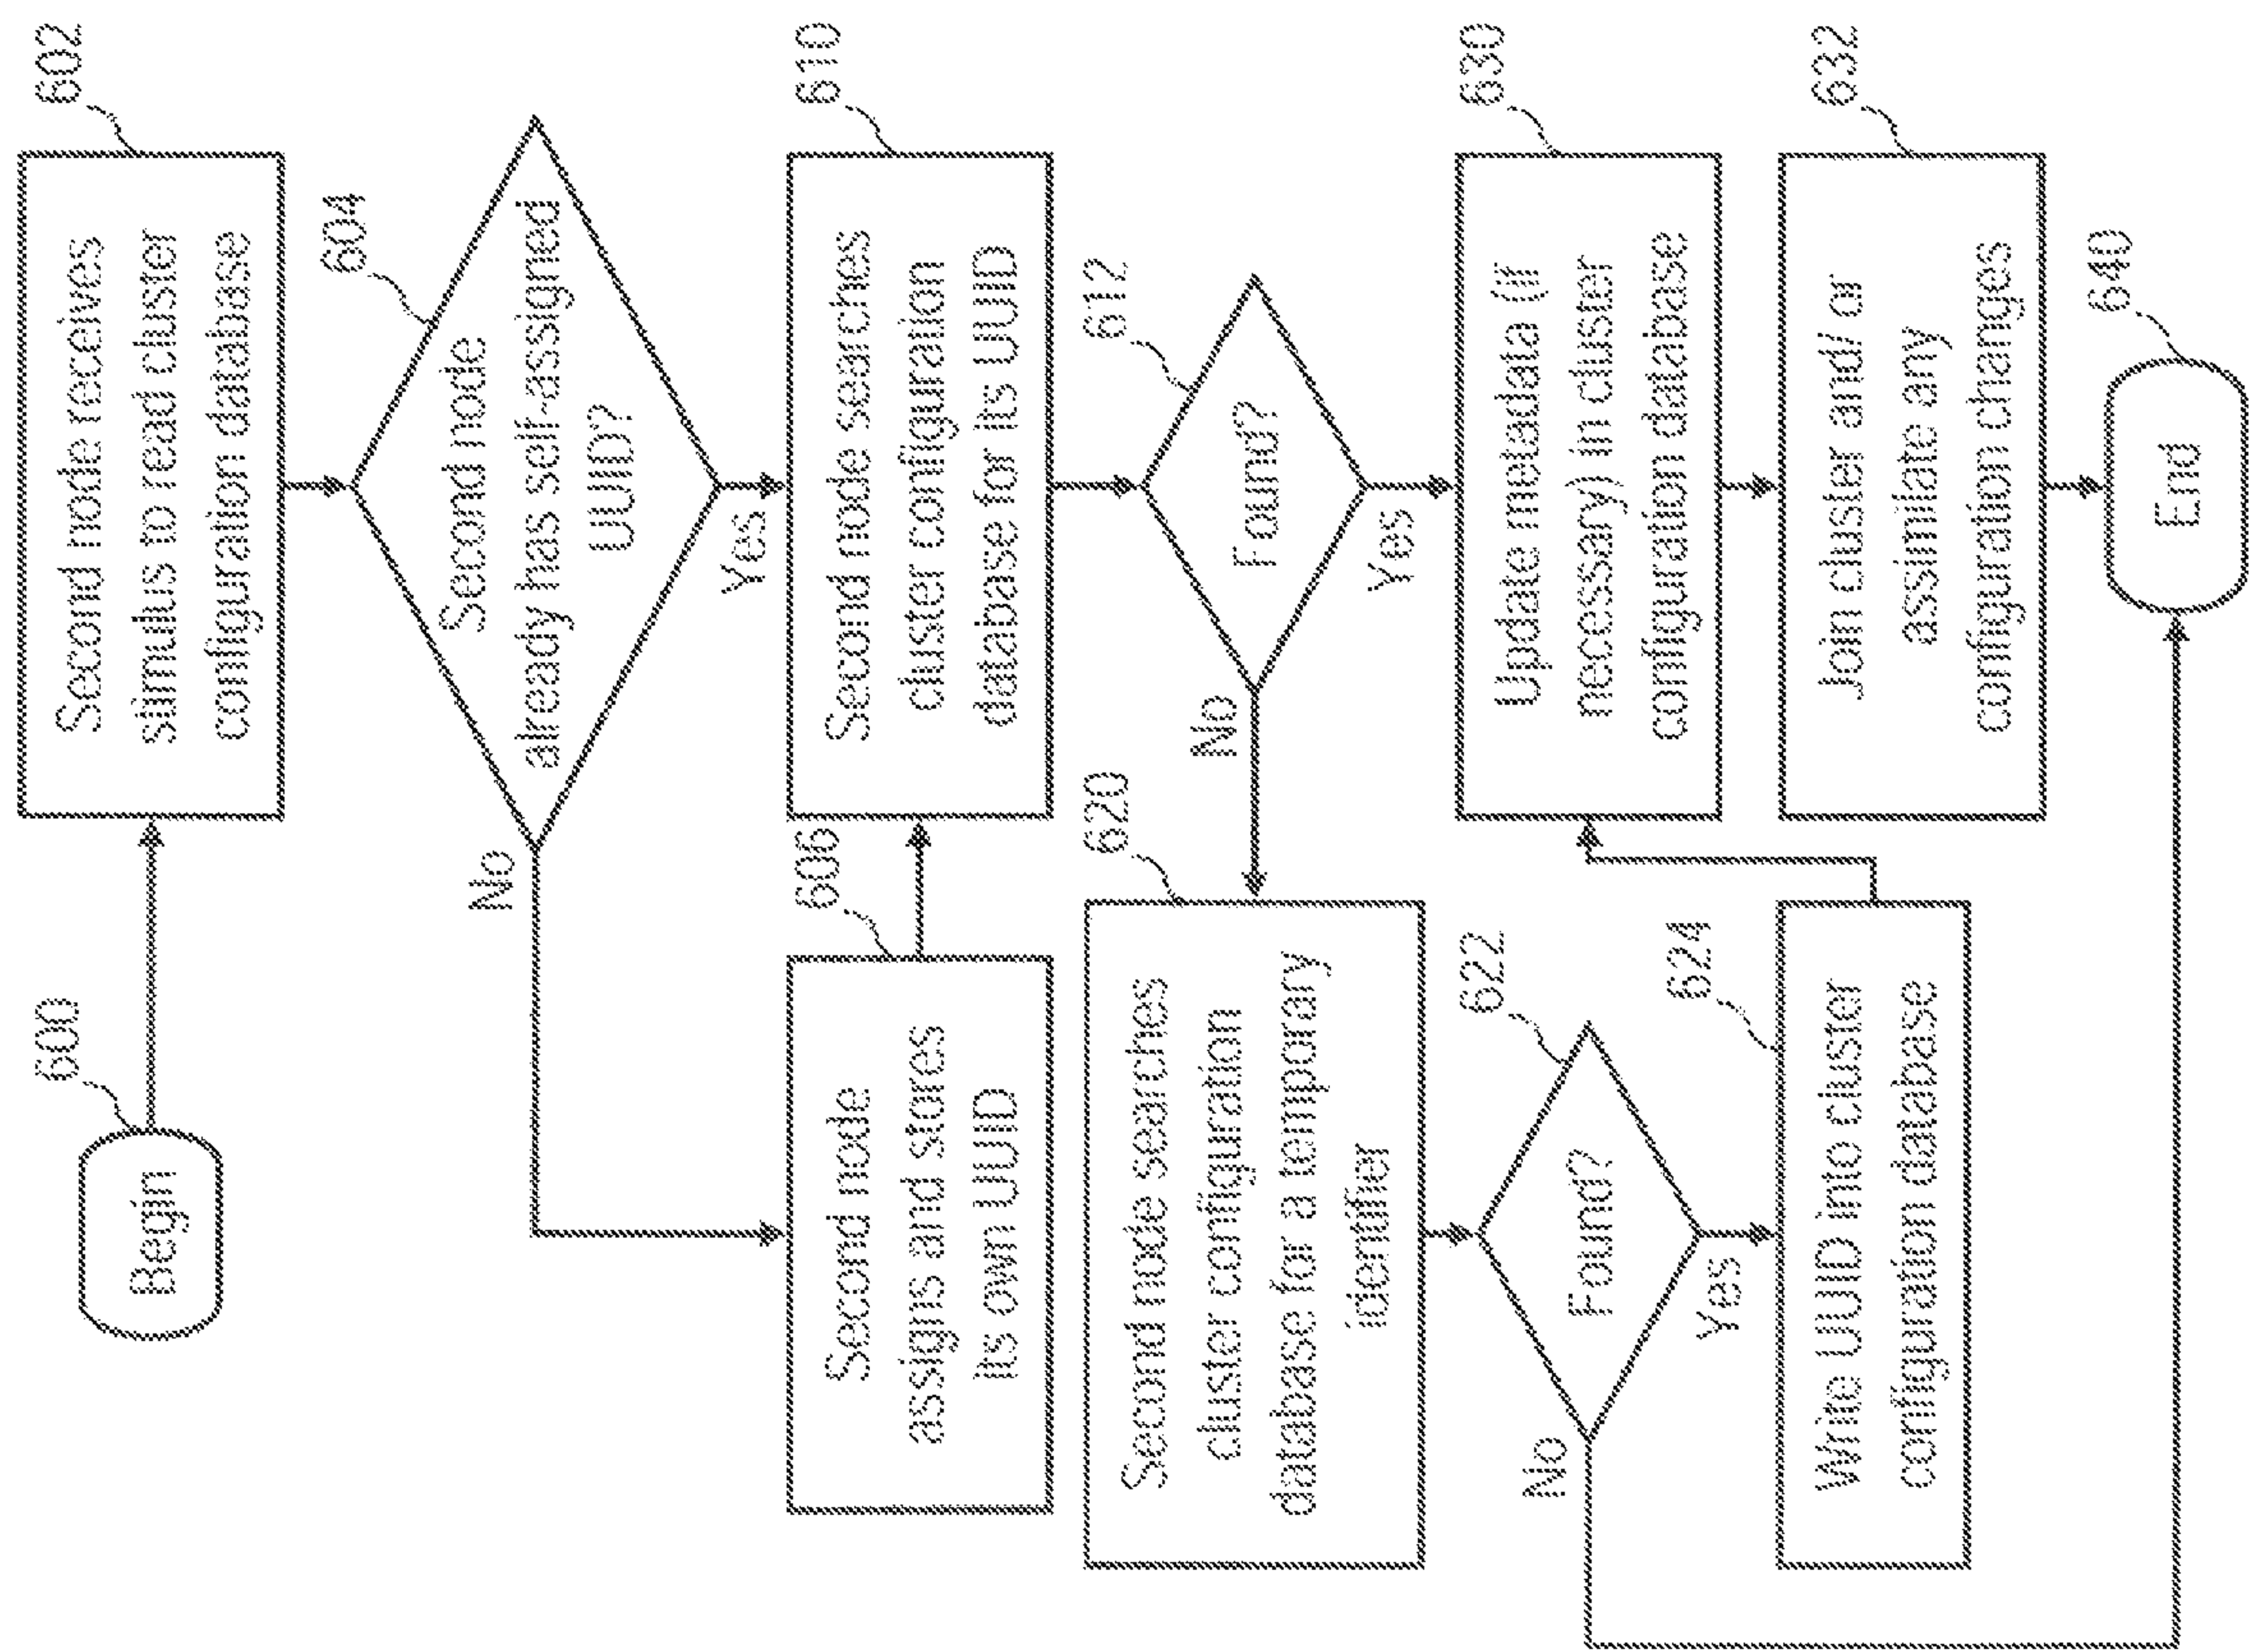 600
Begin
602
Second node receives
stimulus to read cluster
configuration database
604
Second node
already has self-assigned
UUID?
No
Yes
606
Second node
assigns and stores
its own UUID
610
Second node searches
cluster configuration
database for its UUID
612
Found?
No
Yes
620
Second node searches
cluster configuration
database for a temporary
identifier
622
Found?
No
Yes
624
Write UUID into cluster
configuration database
630
Update metadata (if
necessary) in cluster
configuration database
632
Join cluster and/ or
assimilate any
configuration changes
640
End